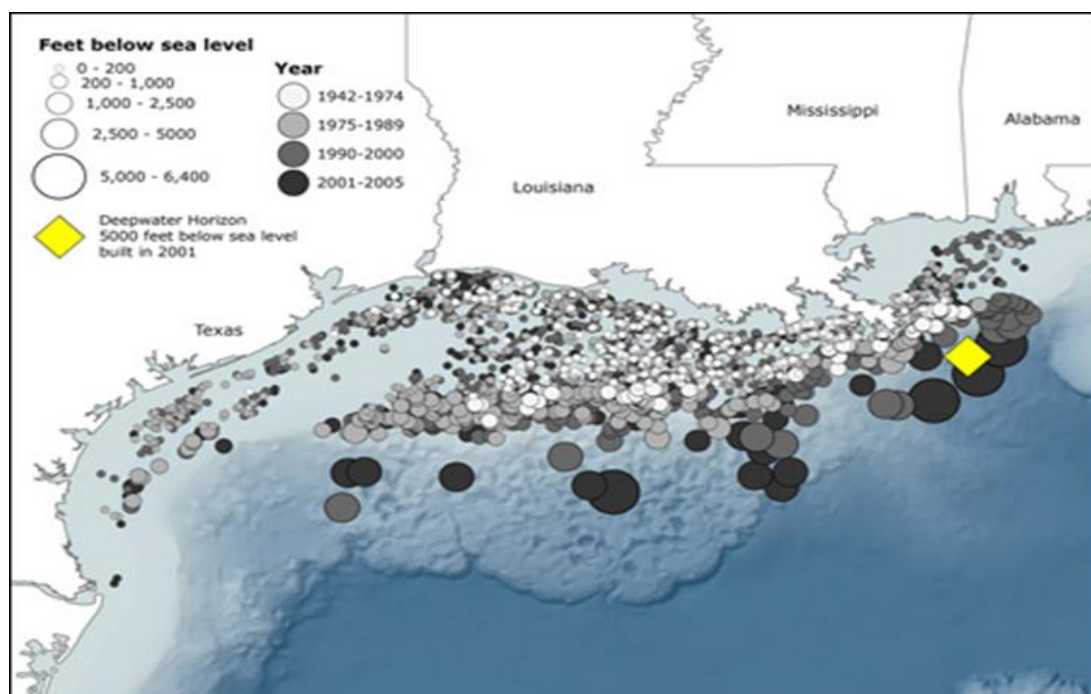 Feet below sea level
0 - 200
200 - 1,000
1,000 - 2,500
2,500 - 5000
5,000 - 6,400
Year
1942-1974
1975-1989
1990-2000
2001-2005
Deepwater Horizon
5000 feet below sea level
built in 2001
Mississippi
Alabama
Louisiana
Texas